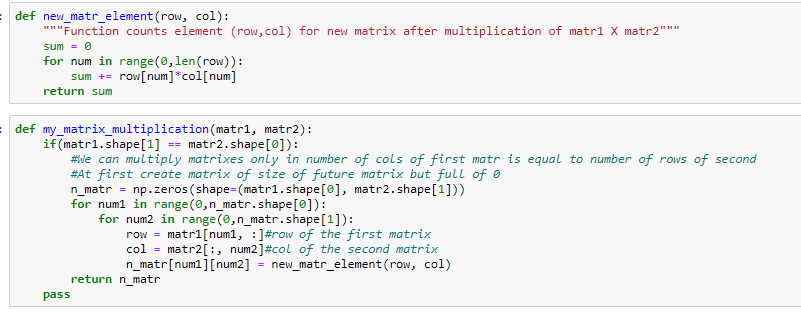 : def new_matr_element(row, col):
    """Function counts element (row,col) for new matrix after multiplication of matr1 X matr2"""
    sum = 0
    for num in range(0,len(row)):
        sum += row[num]*col[num]
    return sum
: def my_matrix_multiplication(matr1, matr2):
    if(matr1.shape[1] == matr2.shape[0]):
        #We can multiply matrixes only in number of cols of first matr is equal to number of rows of second
        #At first create matrix of size of future matrix but full of 0
        n_matr = np.zeros(shape=(matr1.shape[0], matr2.shape[1]))
        for num1 in range(0,n_matr.shape[0]):
            for num2 in range(0,n_matr.shape[1]):
                row = matr1[num1, :]#row of the first matrix
                col = matr2[:, num2]#col of the second matrix
                n_matr[num1][num2] = new_matr_element(row, col)
        return n_matr
    pass